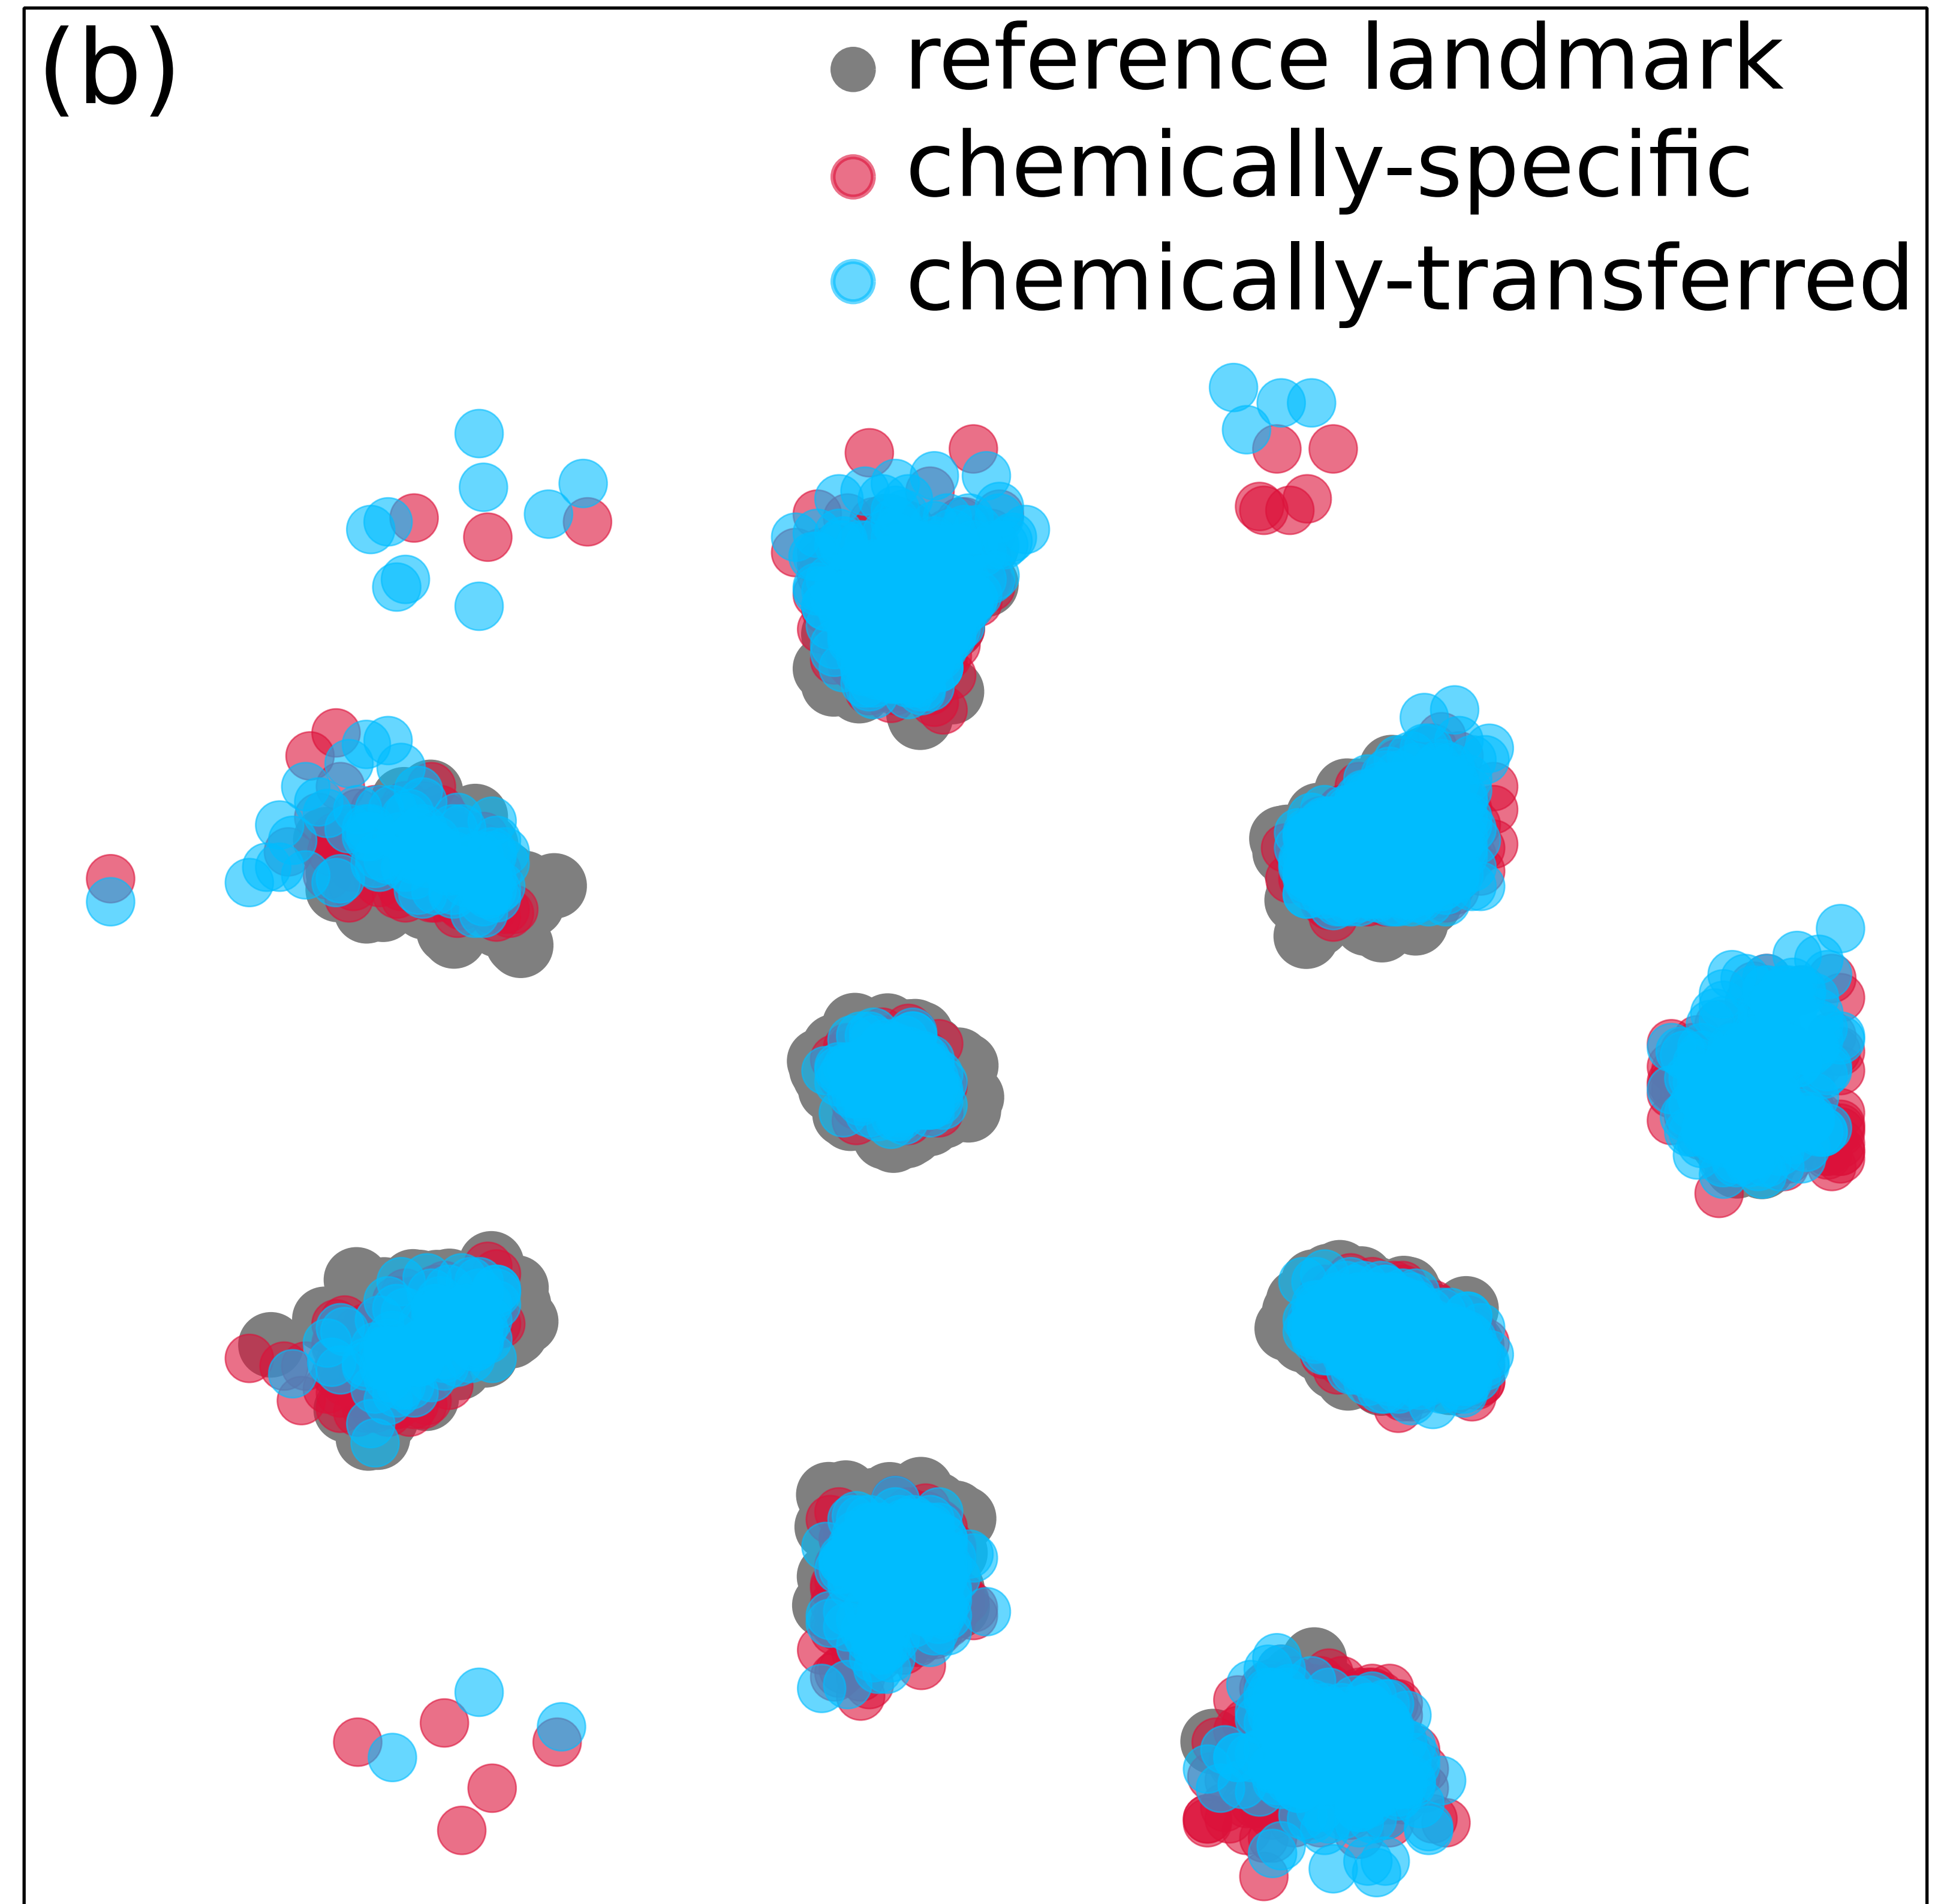 (b)
reference landmark
chemically-specific
chemically-transferred